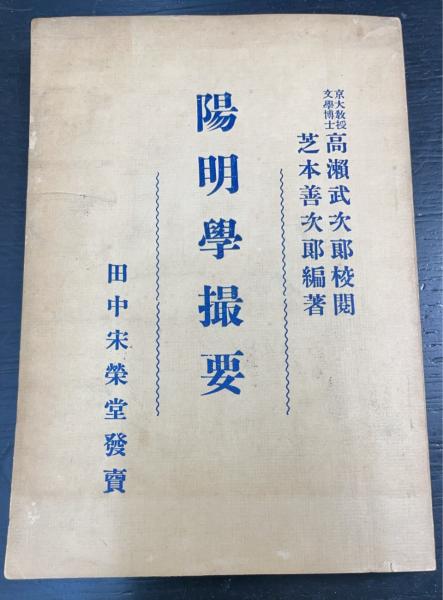 京大教授
文學博士
高瀨武次郎校閲
芝本善次郎編著
陽明學撮要
田中宋榮堂發賣